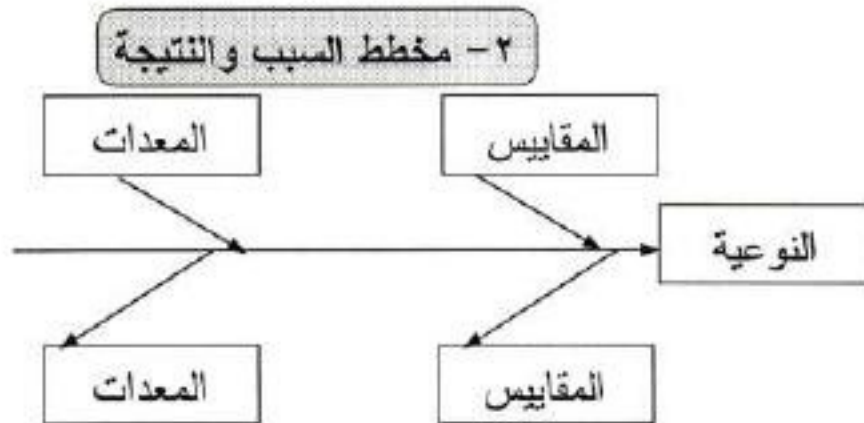 ٢- مخطط السبب والنتيجة
المقاييس
المعدات
النوعية
المقاييس
المعدات